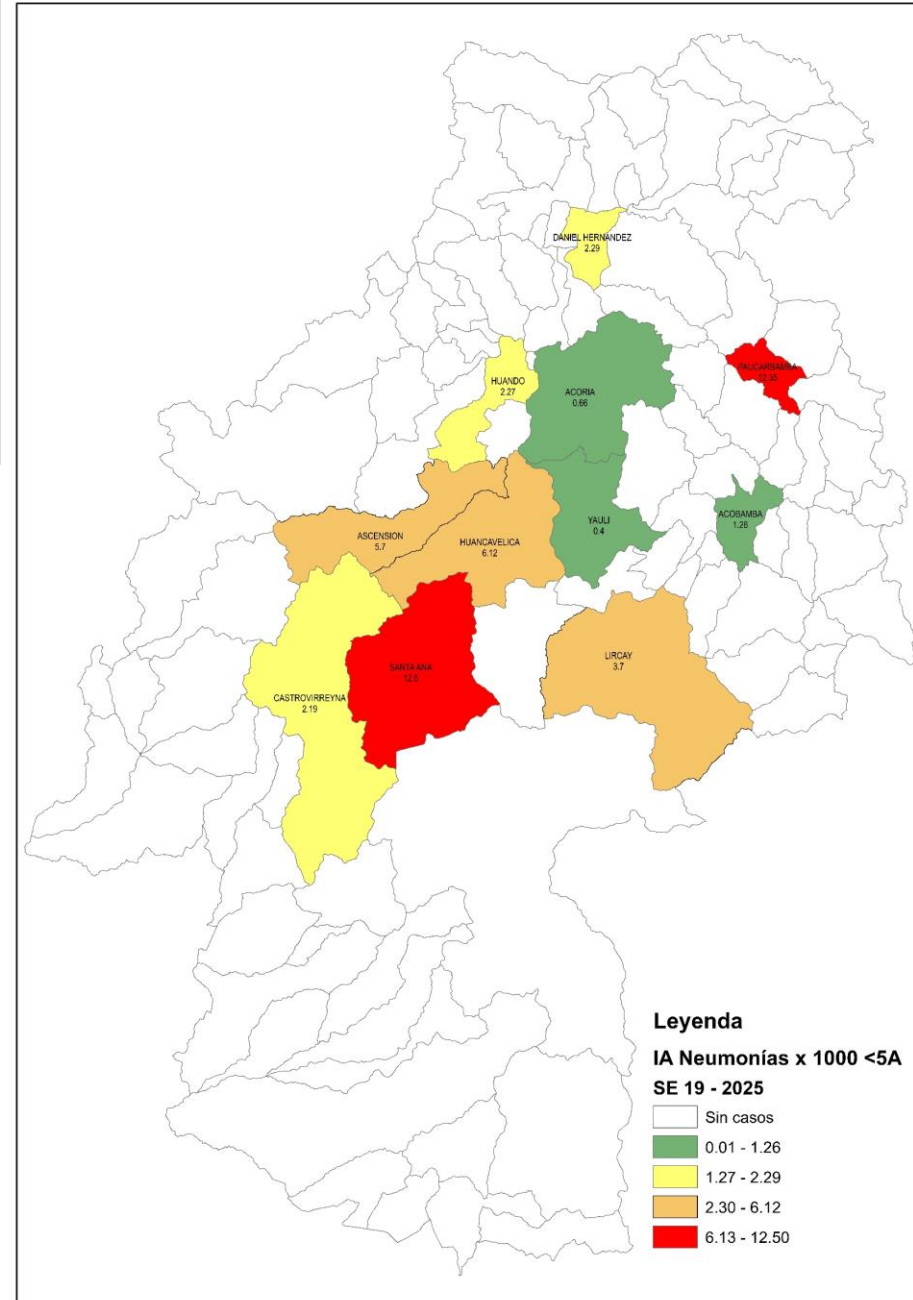 DANIEL HERNANDEZ
2.29
PAUCARBAMBA
12.35
HUANDO
2.27
ACORIA
0.66
ACOBAMBA
1.26
YAULI
0.4
ASCENSION
5.7
HUANCAVELICA
6.12
LIRCAY
3.7
SANTA ANA
12.5
CASTROVIRREYNA
2.19
Leyenda
IA Neumonías x 1000 <5A
SE 19 - 2025
Sin casos
0.01 - 1.26
1.27 - 2.29
2.30 - 6.12
6.13 - 12.50